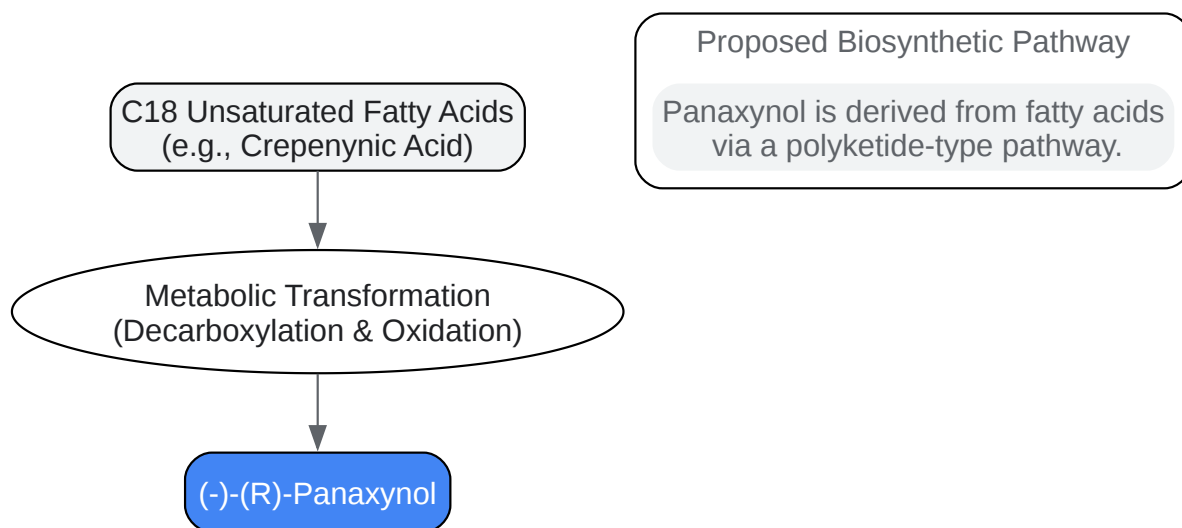 Proposed Biosynthetic Pathway
Panaxynol is derived from fatty acids
via a polyketide-type pathway.
C18 Unsaturated Fatty Acids
(e.g., Crepenynic Acid)
Metabolic Transformation
(Decarboxylation & Oxidation)
(-)-(R)-Panaxynol